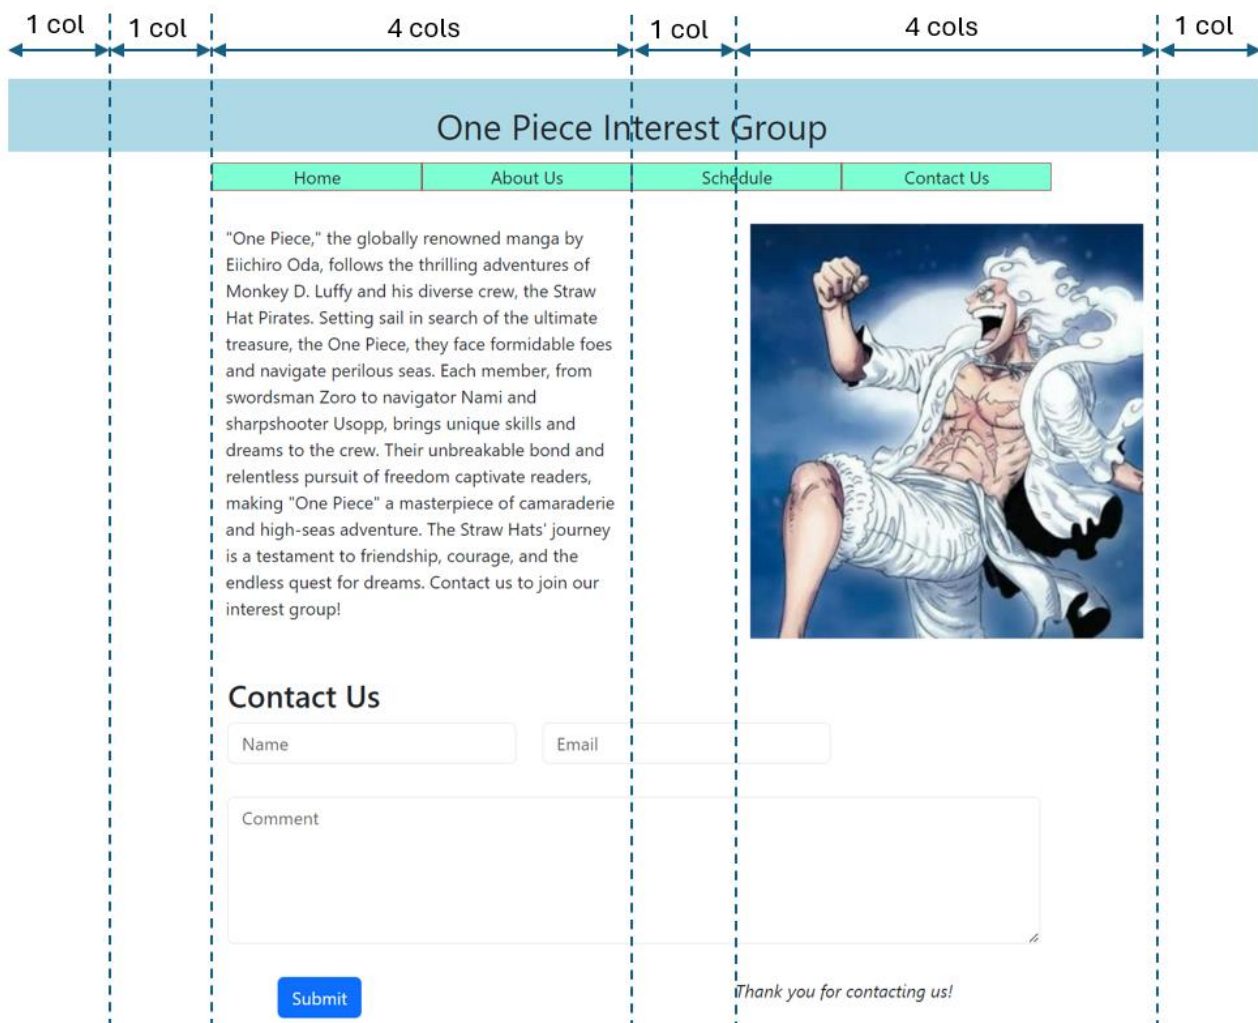 1 col 1 col 4 cols 1 col 4 cols 1 col
One Piece Interest Group
Home About Us Schedule Contact Us
"One Piece," the globally renowned manga by
Eiichiro Oda, follows the thrilling adventures of
Monkey D. Luffy and his diverse crew, the Straw
Hat Pirates. Setting sail in search of the ultimate
treasure, the One Piece, they face formidable foes
and navigate perilous seas. Each member, from
swordsman Zoro to navigator Nami and
sharpshooter Usopp, brings unique skills and
dreams to the crew. Their unbreakable bond and
relentless pursuit of freedom captivate readers,
making "One Piece" a masterpiece of camaraderie
and high-seas adventure. The Straw Hats' journey
is a testament to friendship, courage, and the
endless quest for dreams. Contact us to join our
interest group!
Contact Us
Name Email
Comment
Submit Thank you for contacting us!